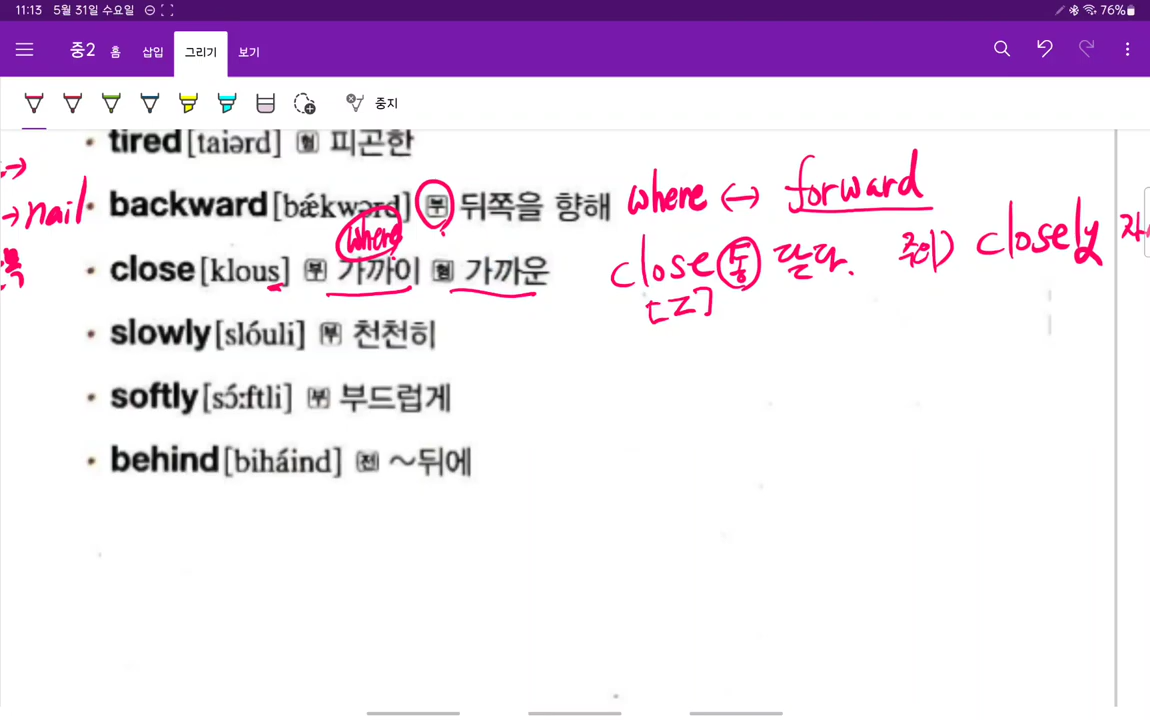 11:13 5월 31일 수요일 76%
중2 홈 삽입 그리기 보기
중지
tired [taiərd] 형 피곤한
→
→ nail
backward [bǽkwərd] 부 뒤쪽을 향해 where ↔ forward
where
close [klous] 부 가까이 형 가까운 close 동 닫다. 주의) closely
[z]
slowly [slóuli] 부 천천히
softly [sɔ́:ftli] 부 부드럽게
behind [biháind] 전 ~뒤에